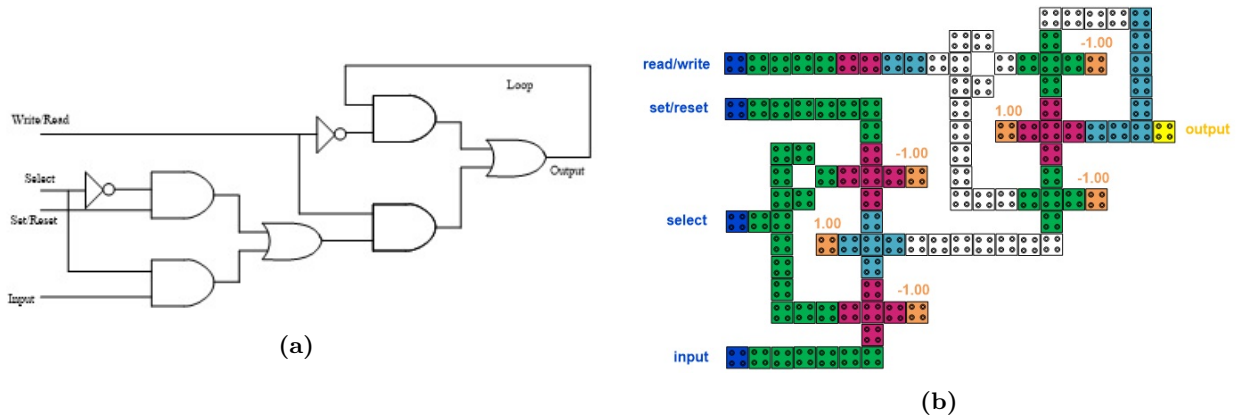 Write/Read
Select
Set/Reset
Input
Loop
Output
(a)
read/write
set/reset
select
input
-1.00
1.00
-1.00
-1.00
1.00
-1.00
output
(b)